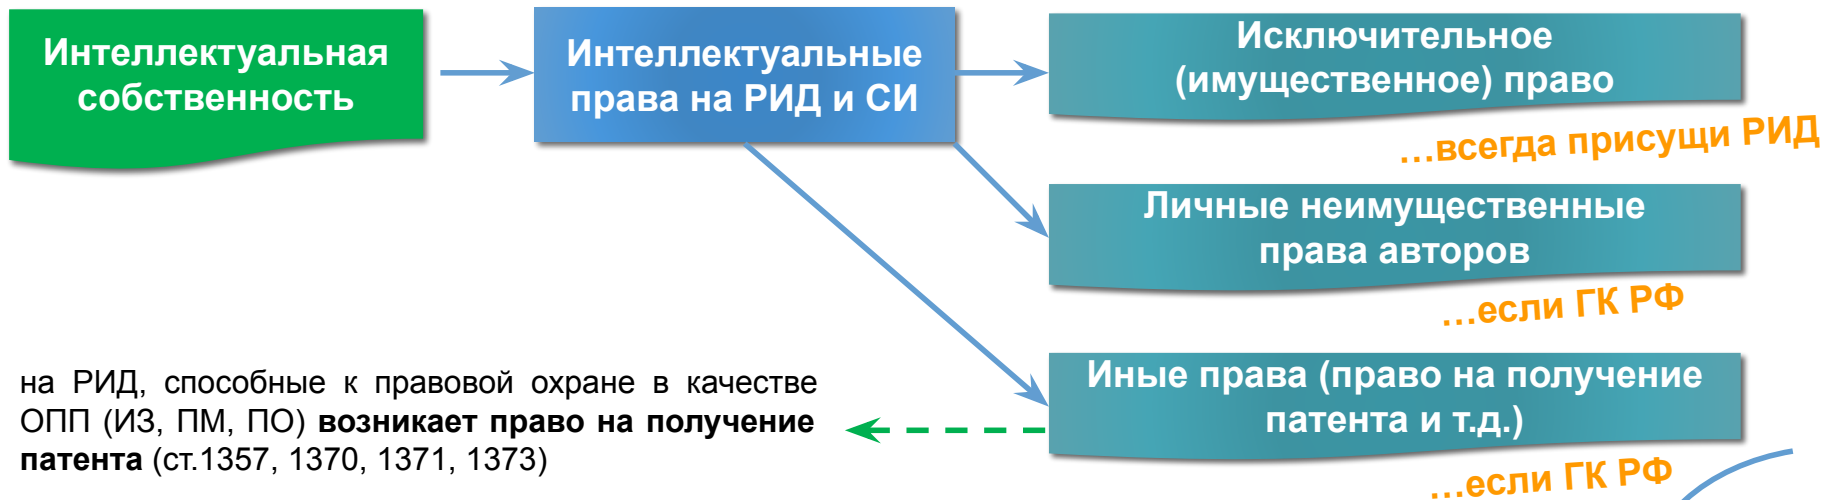 Интеллектуальная
собственность
Интеллектуальные
права на РИД и СИ
Исключительное
(имущественное) право
...всегда присущи РИД
Личные неимущественные
права авторов
...если ГК РФ
Иные права (право на получение
патента и т.д.)
...если ГК РФ
на РИД, способные к правовой охране в качестве
ОПП (ИЗ, ПМ, ПО) возникает право на получение
патента (ст.1357, 1370, 1371, 1373)